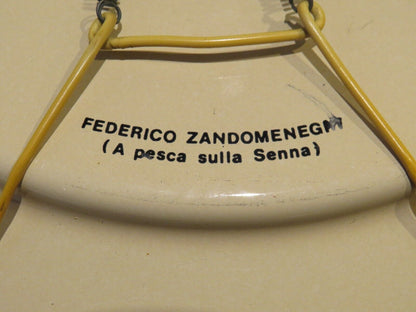 FEDERICO ZANDOMENEGHI
(A pesca sulla Senna)